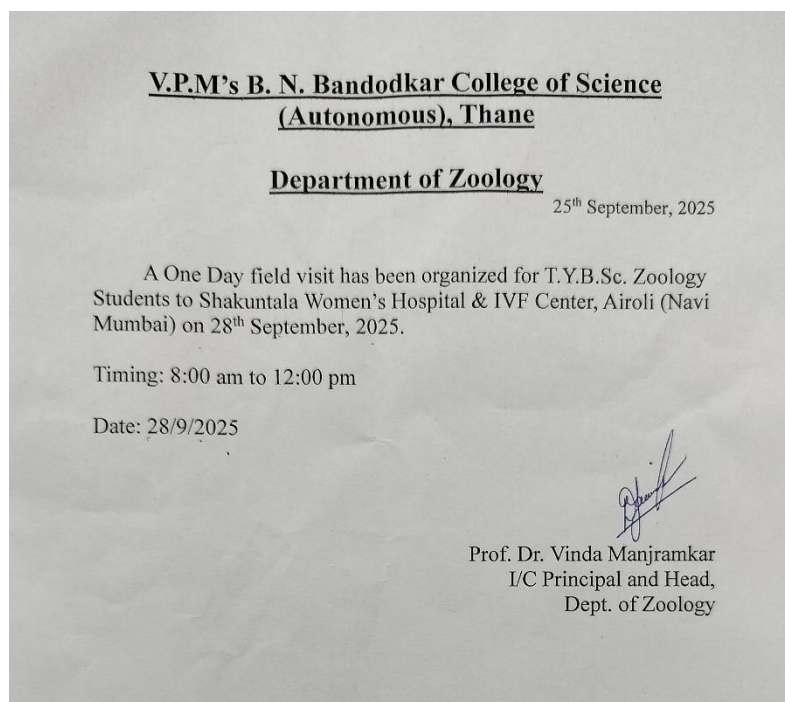 V.P.M's B. N. Bandodkar College of Science
(Autonomous), Thane
Department of Zoology
25th September, 2025
A One Day field visit has been organized for T.Y.B.Sc. Zoology
Students to Shakuntala Women's Hospital & IVF Center, Airoli (Navi
Mumbai) on 28th September, 2025.
Timing: 8:00 am to 12:00 pm
Date: 28/9/2025
Prof. Dr. Vinda Manjramkar
I/C Principal and Head,
Dept. of Zoology